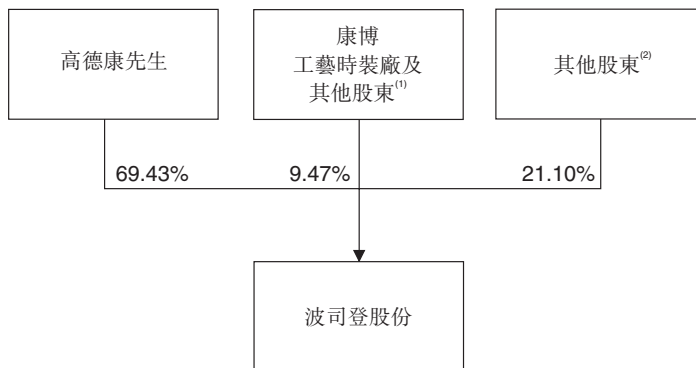 高德康先生
康博
工藝時裝廠及
其他股東(1)
其他股東(2)
69.43%
9.47%
21.10%
波司登股份